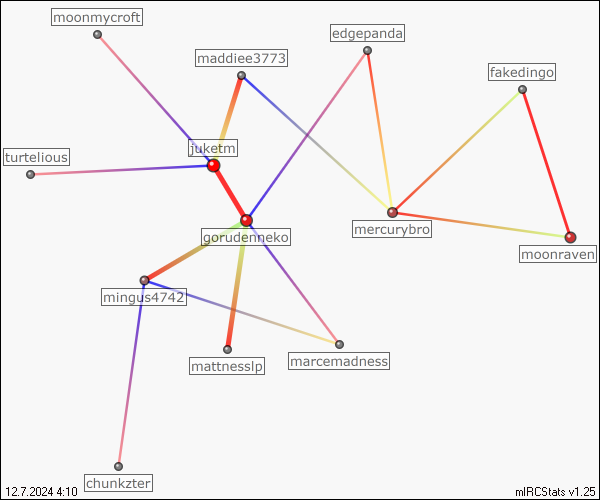 moonmycroft
edgepanda
maddiee3773
fakedingo
juketm
turtelious
mercurybro
gorudenneko
moonraven
mingus4742
marcemadness
mattnesslp
chunkzter
12.7.2024 4:10
mIRCStats v1.25